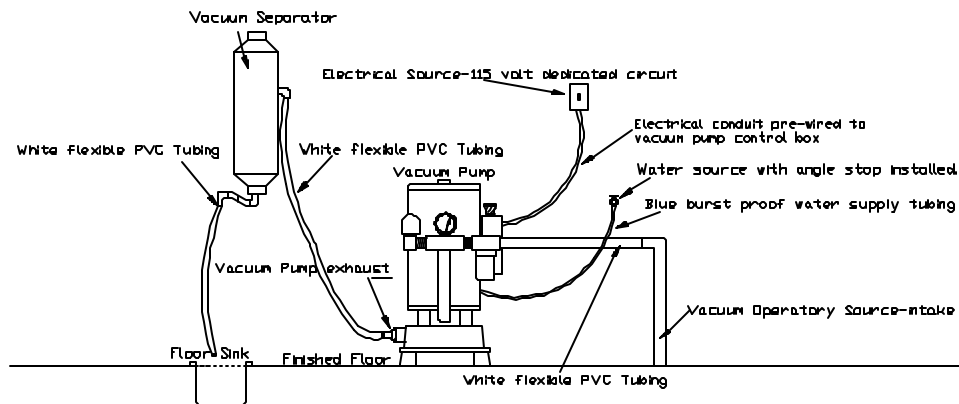 Vacuum Separator
Electrical Source-115 volt dedicated circuit
Electrical conduit pre-wired to
vacuum pump control box
White flexible PVC Tubing
White flexible PVC Tubing
Vacuum Pump
Water source with angle stop installed
Blue burst proof water supply tubing
Vacuum Pump exhaust
Vacuum Operatory Source-intake
Floor Sink
Finished Floor
White flexible PVC Tubing